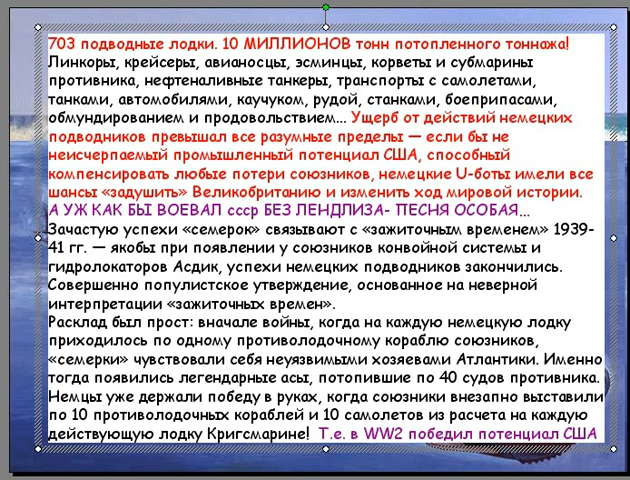 703 подводные лодки. 10 МИЛЛИОНОВ тонн потопленного тоннажа!
Линкоры, крейсеры, авианосцы, эсминцы, корветы и субмарины
противника, нефтеналивные танкеры, транспорты с самолетами,
танками, автомобилями, каучуком, рудой, станками, боеприпасами,
обмундированием и продовольствием... Ущерб от действий немецких
подводников превышал все разумные пределы — если бы не
неисчерпаемый промышленный потенциал США, способный
компенсировать любые потери союзников, немецкие U-боты имели все
шансы «задушить» Великобританию и изменить ход мировой истории.
А УЖ КАК БЫ ВОЕВАЛ ссср БЕЗ ЛЕНДЛИЗА- ПЕСНЯ ОСОБАЯ...
Зачастую успехи «семерок» связывают с «зажиточным временем» 1939-
41 гг. — якобы при появлении у союзников конвойной системы и
гидролокаторов Асдик, успехи немецких подводников закончились.
Совершенно популистское утверждение, основанное на неверной
интерпретации «зажиточных времен».
Расклад был прост: вначале войны, когда на каждую немецкую лодку
приходилось по одному противолодочному кораблю союзников,
«семерки» чувствовали себя неуязвимыми хозяевами Атлантики. Именно
тогда появились легендарные асы, потопившие по 40 судов противника.
Немцы уже держали победу в руках, когда союзники внезапно выставили
по 10 противолодочных кораблей и 10 самолетов из расчета на каждую
действующую лодку Кригсмарине! Т.е. в WW2 победил потенциал США